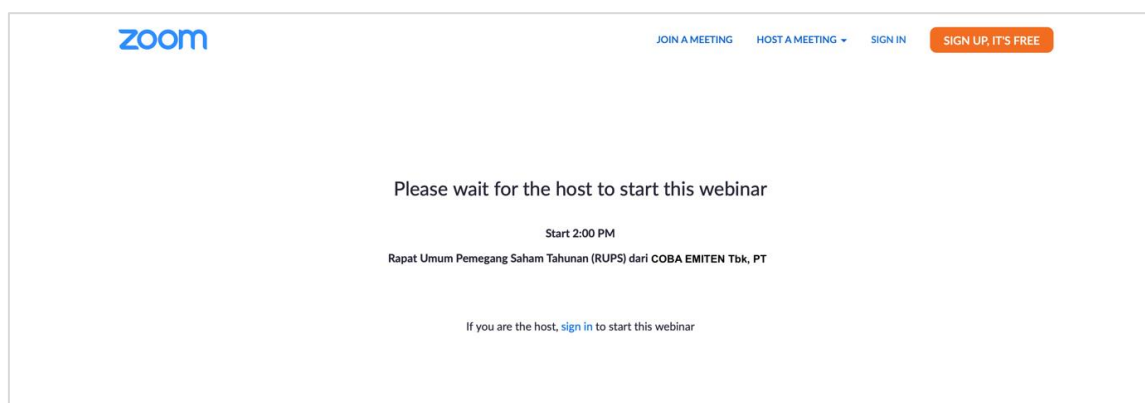 zoom
JOIN A MEETING HOST A MEETING SIGN IN SIGN UP, IT'S FREE
Please wait for the host to start this webinar
Start 2:00 PM
Rapat Umum Pemegang Saham Tahunan (RUPS) dari COBA EMITEN Tbk, PT
If you are the host, sign in to start this webinar